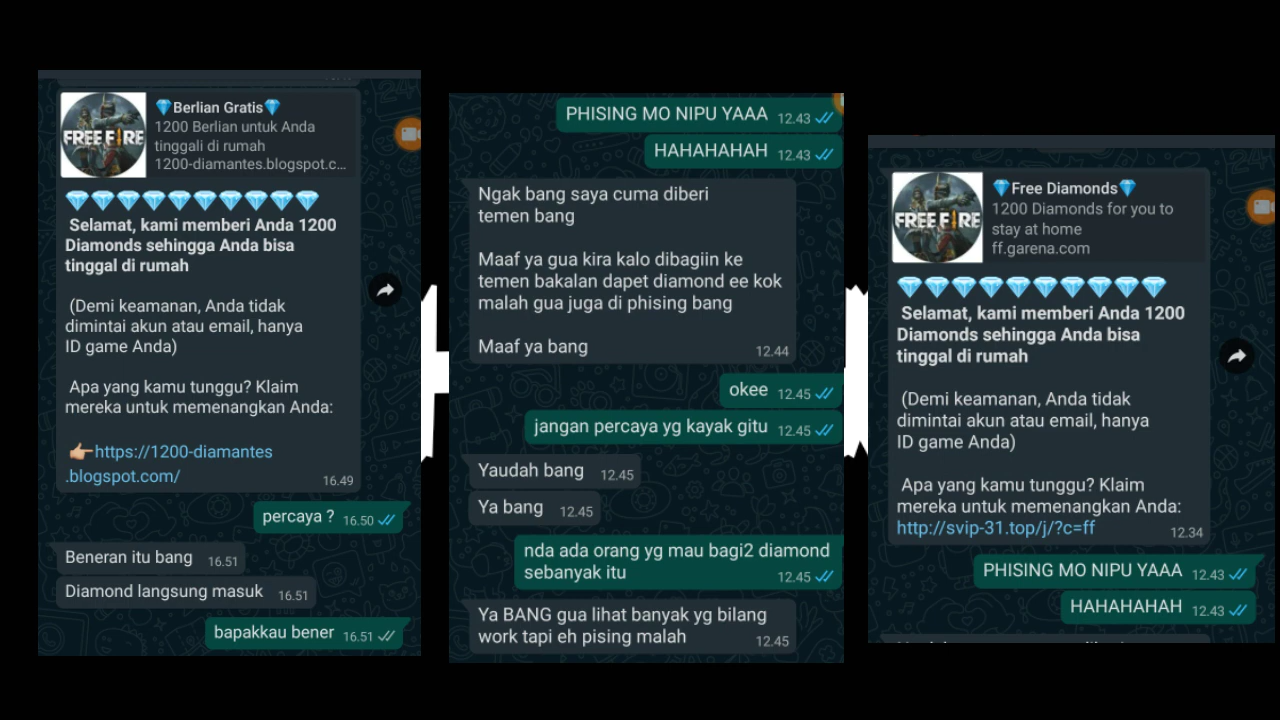 FREE FIRE
💎Berlian Gratis💎
1200 Berlian untuk Anda
tinggali di rumah
1200-diamantes.blogspot.c...
💎💎💎💎💎💎💎💎💎💎
Selamat, kami memberi Anda 1200
Diamonds sehingga Anda bisa
tinggal di rumah
(Demi keamanan, Anda tidak
dimintai akun atau email, hanya
ID game Anda)
Apa yang kamu tunggu? Klaim
mereka untuk memenangkan Anda:
👉🏼https://1200-diamantes
.blogspot.com/
16.49
percaya ? 16.50
Beneran itu bang 16.51
Diamond langsung masuk 16.51
bapakkau bener 16.51
PHISING MO NIPU YAAA 12.43
HAHAHAHAH 12.43
Ngak bang saya cuma diberi
temen bang
Maaf ya gua kira kalo dibagiin ke
temen bakalan dapet diamond ee kok
malah gua juga di phising bang
Maaf ya bang
12.44
okee 12.45
jangan percaya yg kayak gitu 12.45
Yaudah bang 12.45
Ya bang 12.45
nda ada orang yg mau bagi2 diamond
sebanyak itu 12.45
Ya BANG gua lihat banyak yg bilang
work tapi eh pising malah 12.45
FREE FIRE
💎Free Diamonds💎
1200 Diamonds for you to
stay at home
ff.garena.com
💎💎💎💎💎💎💎💎💎💎
Selamat, kami memberi Anda 1200
Diamonds sehingga Anda bisa
tinggal di rumah
(Demi keamanan, Anda tidak
dimintai akun atau email, hanya
ID game Anda)
Apa yang kamu tunggu? Klaim
mereka untuk memenangkan Anda:
http://svip-31.top/j/?c=ff 12.34
PHISING MO NIPU YAAA 12.43
HAHAHAHAH 12.43